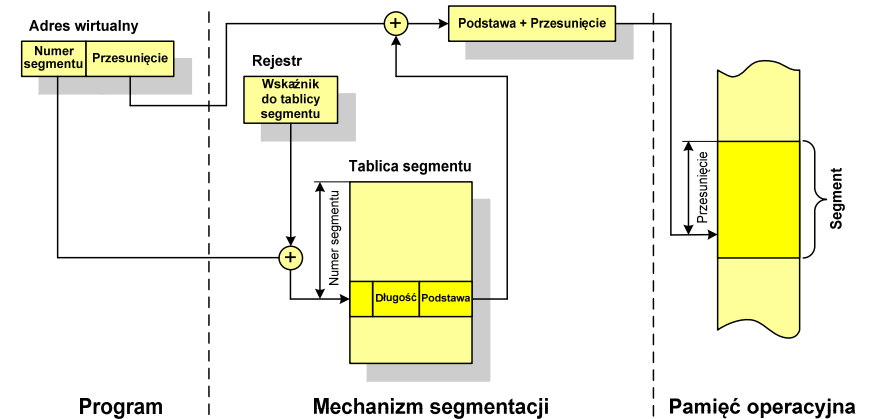 Adres wirtualny
Numer
segmentu
Przesunięcie
Rejestr
Wskaźnik
do tablicy
segmentu
+
Podstawa + Przesunięcie
Tablica segmentu
Numer segmentu
+
Długość
Podstawa
Przesunięcie
Segment
Program
Mechanizm segmentacji
Pamięć operacyjna